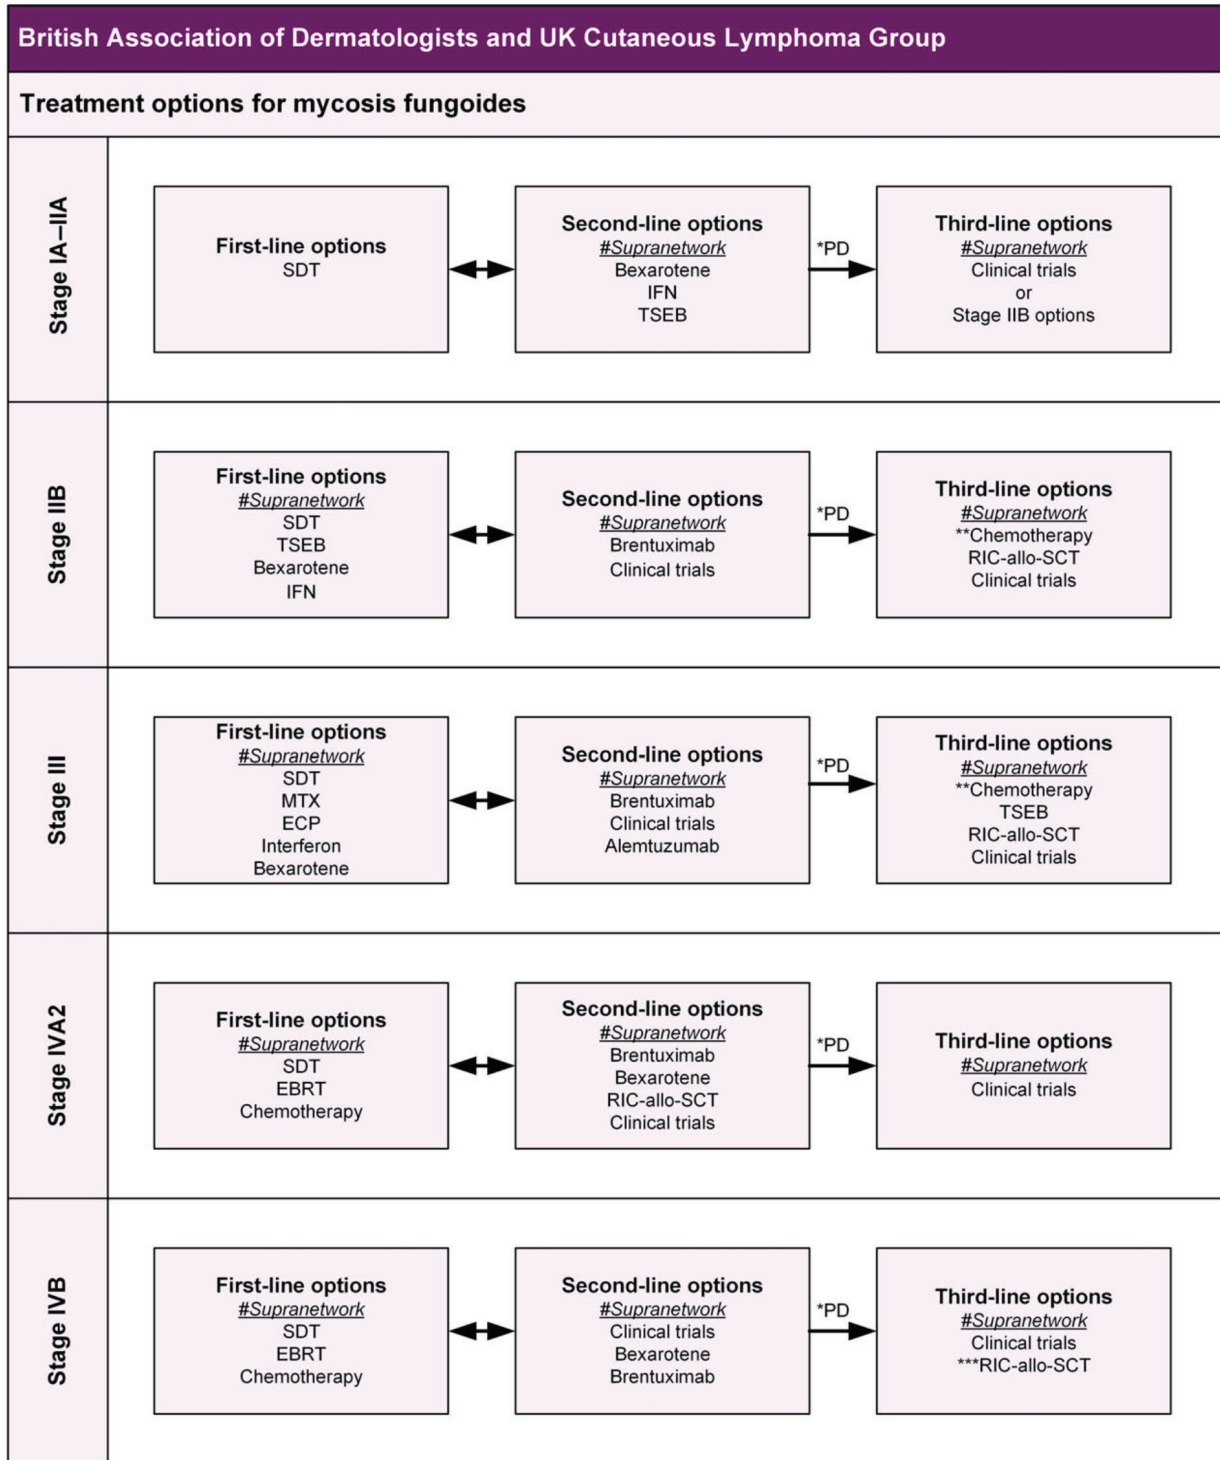 British Association of Dermatologists and UK Cutaneous Lymphoma Group
Treatment options for mycosis fungoides
Stage IA–IIA
First-line options
SDT
Second-line options
#Supranetwork
Bexarotene
IFN
TSEB
*PD
Third-line options
#Supranetwork
Clinical trials
or
Stage IIB options
Stage IIB
First-line options
#Supranetwork
SDT
TSEB
Bexarotene
IFN
Second-line options
#Supranetwork
Brentuximab
Clinical trials
*PD
Third-line options
#Supranetwork
**Chemotherapy
RIC-allo-SCT
Clinical trials
Stage III
First-line options
#Supranetwork
SDT
MTX
ECP
Interferon
Bexarotene
Second-line options
#Supranetwork
Brentuximab
Clinical trials
Alemtuzumab
*PD
Third-line options
#Supranetwork
**Chemotherapy
TSEB
RIC-allo-SCT
Clinical trials
Stage IVA2
First-line options
#Supranetwork
SDT
EBRT
Chemotherapy
Second-line options
#Supranetwork
Brentuximab
Bexarotene
RIC-allo-SCT
Clinical trials
*PD
Third-line options
#Supranetwork
Clinical trials
Stage IVB
First-line options
#Supranetwork
SDT
EBRT
Chemotherapy
Second-line options
#Supranetwork
Clinical trials
Bexarotene
Brentuximab
*PD
Third-line options
#Supranetwork
Clinical trials
***RIC-allo-SCT